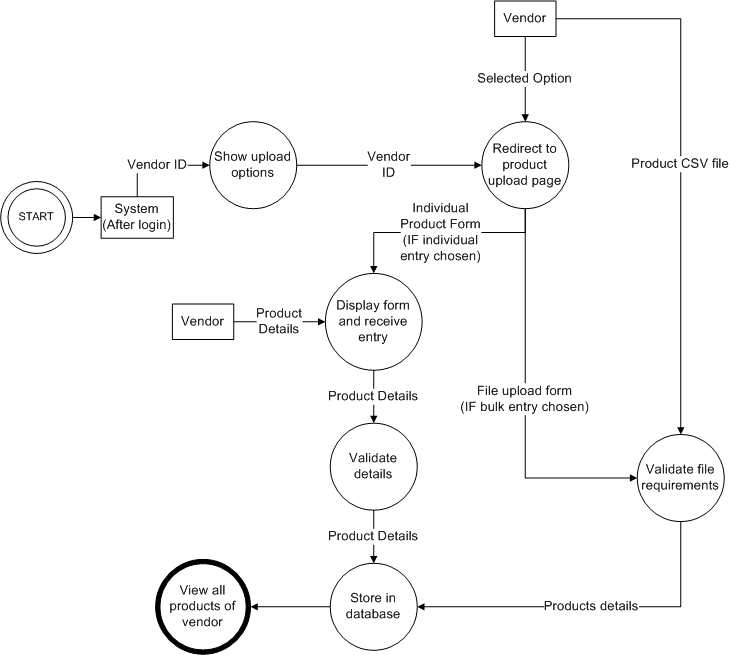 Vendor
Selected Option
Product CSV file
Vendor ID
Show upload
options
Vendor
ID
Redirect to
product
upload page
START
System
(After login)
Individual
Product Form
(IF individual
entry chosen)
Vendor
Product
Details
Display form
and receive
entry
Product Details
File upload form
(IF bulk entry chosen)
Validate
details
Validate file
requirements
Product Details
View all
products of
vendor
Store in
database
Products details